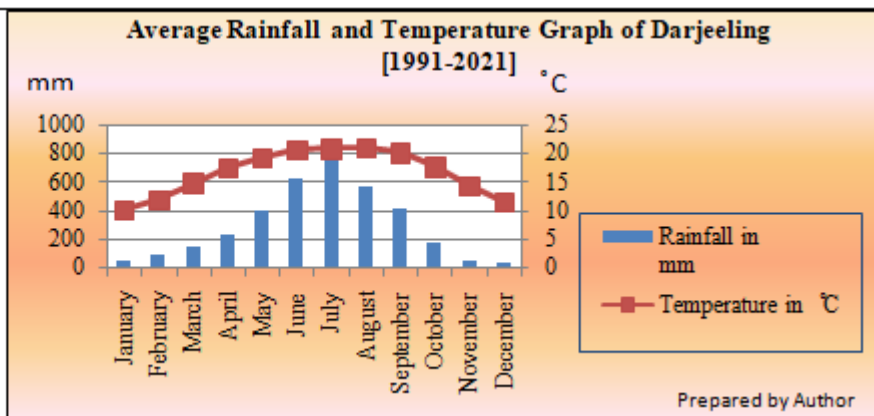 Average Rainfall and Temperature Graph of Darjeeling
[1991-2021]
mm
°C
1000
800
600
400
200
0
25
20
15
10
5
0
January
February
March
April
May
June
July
August
September
October
November
December
Rainfall in
mm
Temperature in °C
Prepared by Author